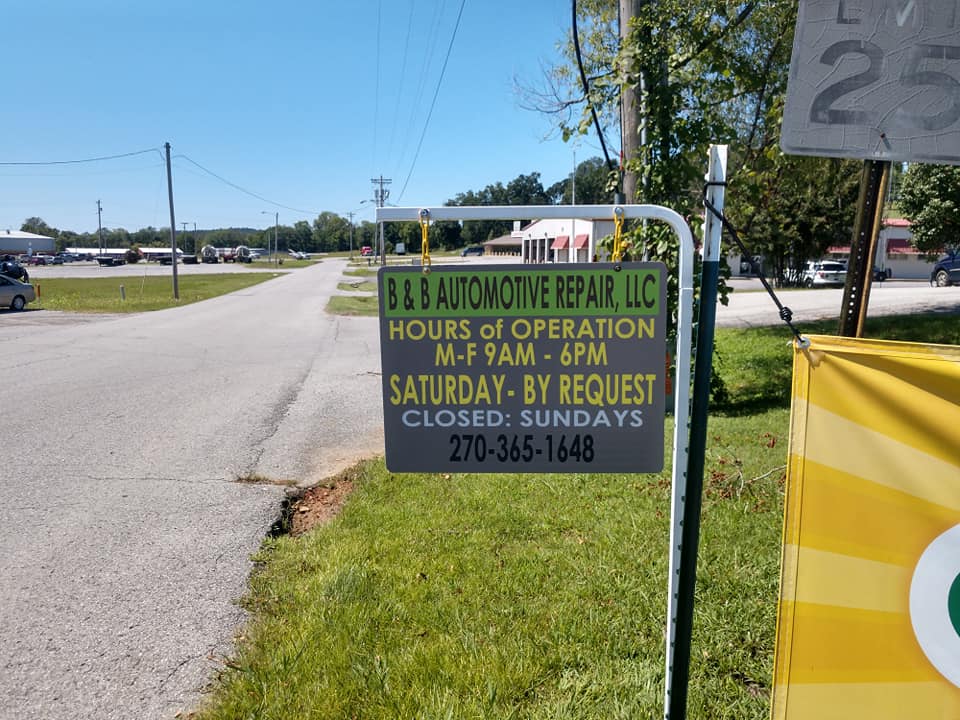 25
B & B AUTOMOTIVE REPAIR, LLC
HOURS of OPERATION
M-F 9AM - 6PM
SATURDAY- BY REQUEST
CLOSED: SUNDAYS
270-365-1648